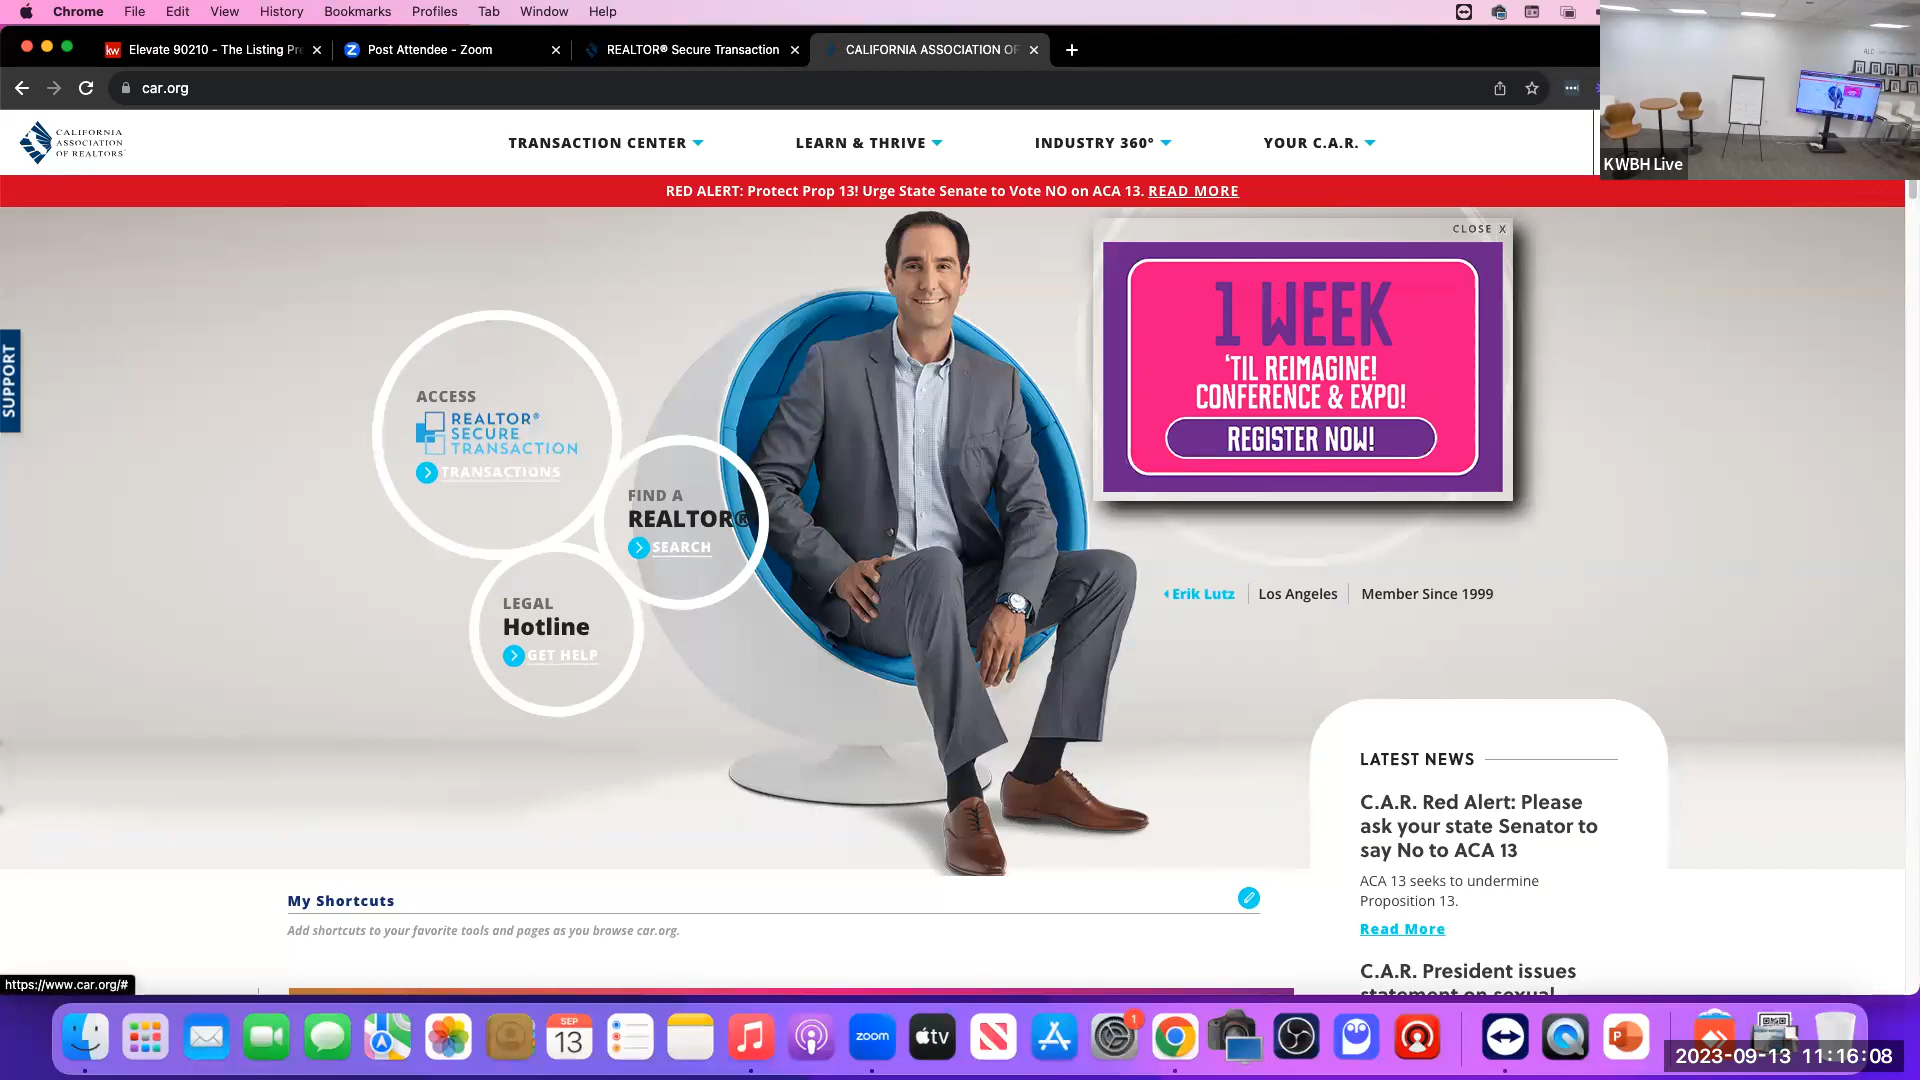 Chrome File Edit View History Bookmarks Profiles Tab Window Help
Elevate 90210 - The Listing Pre
Post Attendee - Zoom
REALTOR® Secure Transaction
CALIFORNIA ASSOCIATION OF
car.org
KWBH Live
CALIFORNIA
ASSOCIATION
OF REALTORS
TRANSACTION CENTER
LEARN & THRIVE
INDUSTRY 360°
YOUR C.A.R.
RED ALERT: Protect Prop 13! Urge State Senate to Vote NO on ACA 13. READ MORE
SUPPORT
CLOSE X
1 WEEK
'TIL REIMAGINE!
CONFERENCE & EXPO!
REGISTER NOW!
ACCESS
REALTOR®
SECURE
TRANSACTION
TRANSACTIONS
FIND A
REALTOR®
SEARCH
LEGAL
Hotline
GET HELP
Erik Lutz
Los Angeles
Member Since 1999
LATEST NEWS
C.A.R. Red Alert: Please
ask your state Senator to
say No to ACA 13
ACA 13 seeks to undermine
Proposition 13.
Read More
C.A.R. President issues
statement on sexual
My Shortcuts
Add shortcuts to your favorite tools and pages as you browse car.org.
https://www.car.org/#
SEP
13
zoom
tv
1
2023-09-13 11:16:08